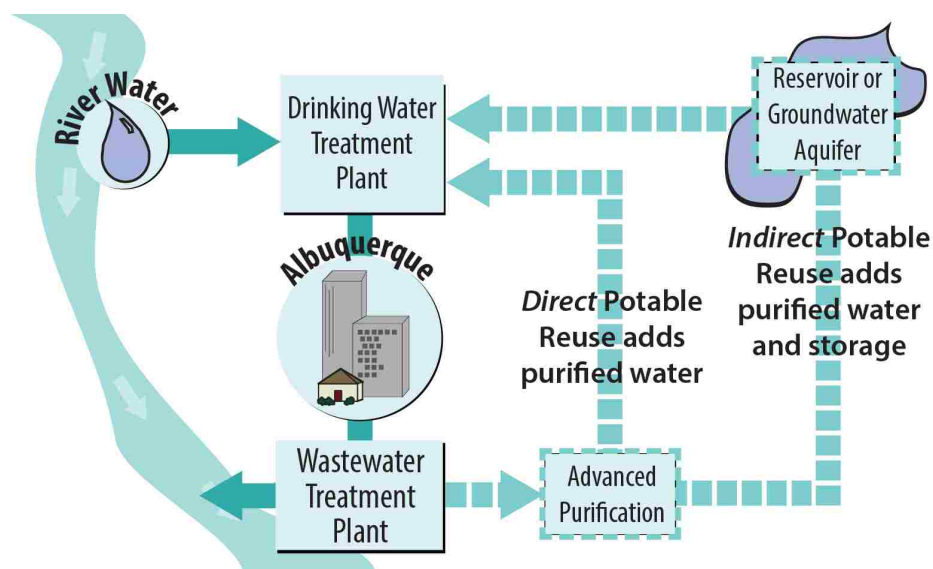 River Water
Drinking Water
Treatment
Plant
Reservoir or
Groundwater
Aquifer
Albuquerque
Direct Potable
Reuse adds
purified water
Indirect Potable
Reuse adds
purified water
and storage
Wastewater
Treatment
Plant
Advanced
Purification